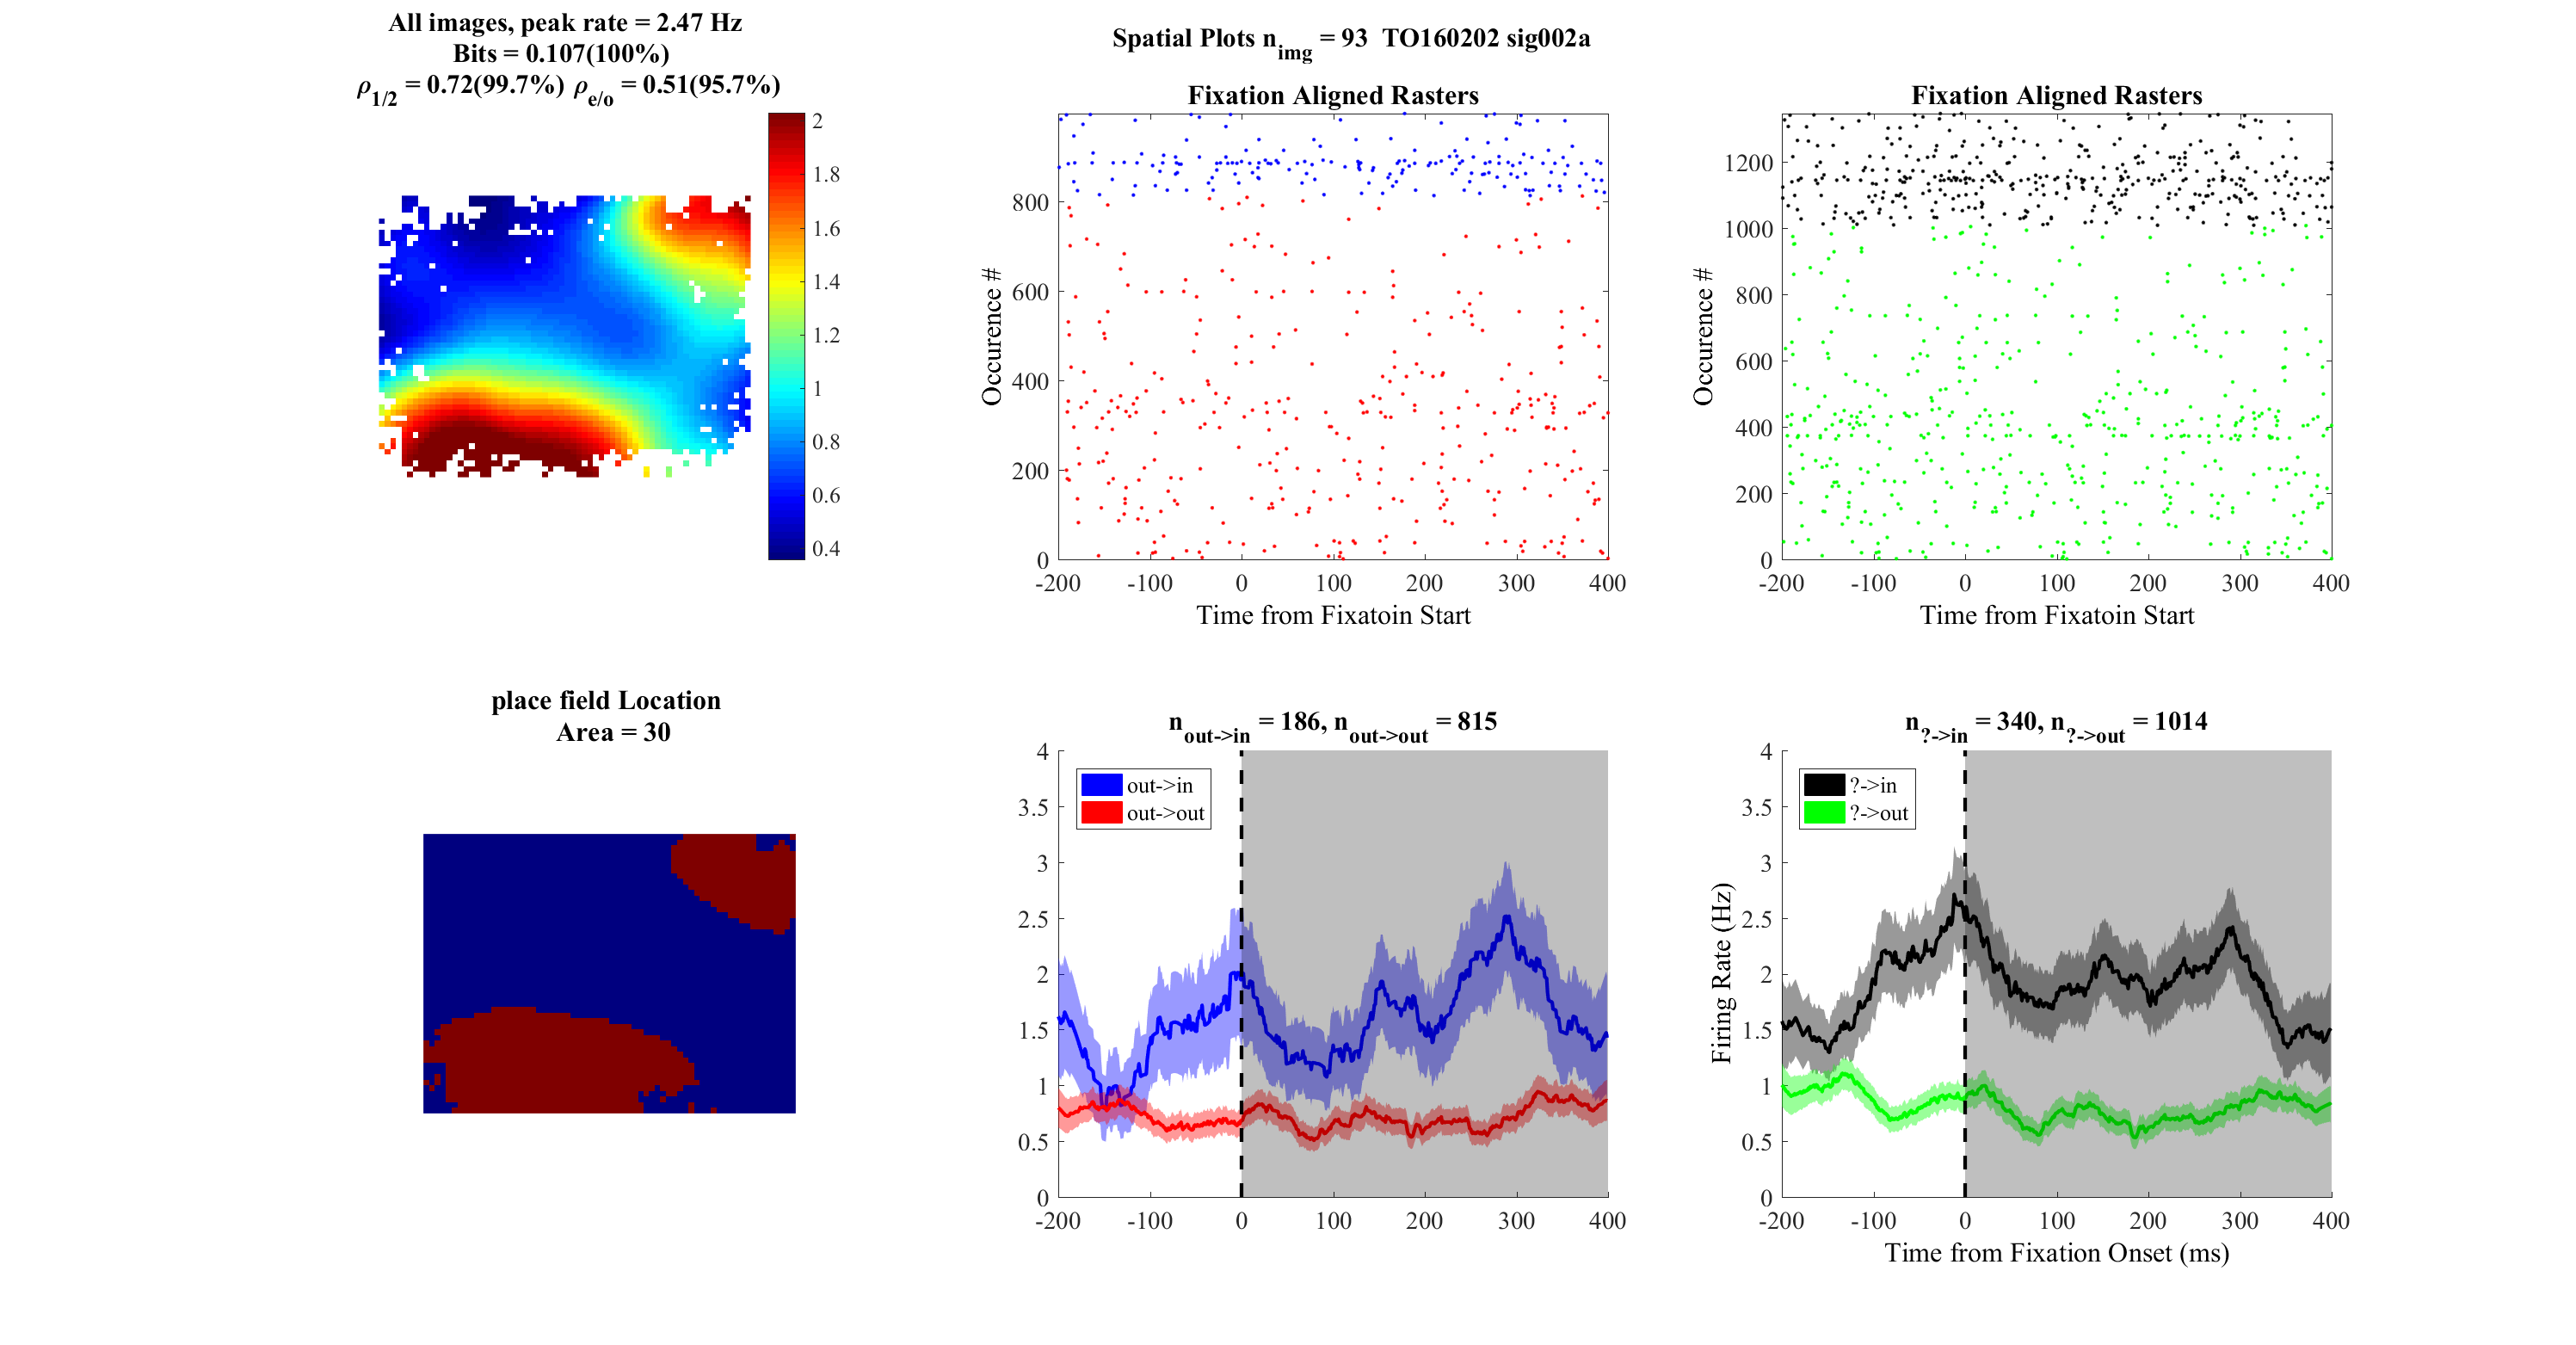 All images, peak rate = 2.47 Hz
Bits = 0.107(100%)
ρ1/2 = 0.72(99.7%) ρe/o = 0.51(95.7%)
2
1.8
1.6
1.4
1.2
1
0.8
0.6
0.4
Spatial Plots nimg = 93 TO160202 sig002a
Fixation Aligned Rasters
Occurence #
800
600
400
200
0
-200 -100 0 100 200 300 400
Time from Fixatoin Start
Fixation Aligned Rasters
Occurence #
1200
1000
800
600
400
200
0
-200 -100 0 100 200 300 400
Time from Fixatoin Start
place field Location
Area = 30
nout->in = 186, nout->out = 815
4
3.5
3
2.5
2
1.5
1
0.5
0
out->in
out->out
-200 -100 0 100 200 300 400
n?->in = 340, n?->out = 1014
Firing Rate (Hz)
4
3.5
3
2.5
2
1.5
1
0.5
0
?->in
?->out
-200 -100 0 100 200 300 400
Time from Fixation Onset (ms)